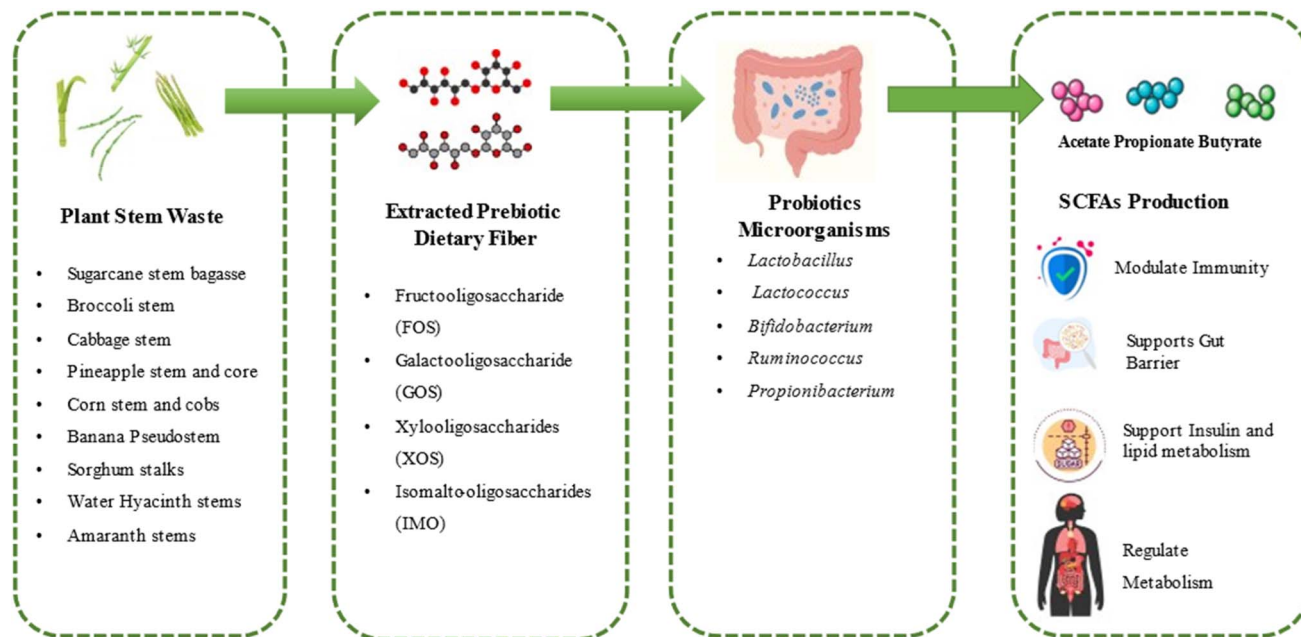 Plant Stem Waste
• Sugarcane stem bagasse
• Broccoli stem
• Cabbage stem
• Pineapple stem and core
• Corn stem and cobs
• Banana Pseudostem
• Sorghum stalks
• Water Hyacinth stems
• Amaranth stems
Extracted Prebiotic
Dietary Fiber
• Fructooligosaccharide
(FOS)
• Galactooligosaccharide
(GOS)
• Xylooligosaccharides
(XOS)
• Isomalto-oligosaccharides
(IMO)
Probiotics
Microorganisms
• Lactobacillus
• Lactococcus
• Bifidobacterium
• Ruminococcus
• Propionibacterium
Acetate Propionate Butyrate
SCFAs Production
Modulate Immunity
Supports Gut
Barrier
SUGAR
Support Insulin and
lipid metabolism
Regulate
Metabolism